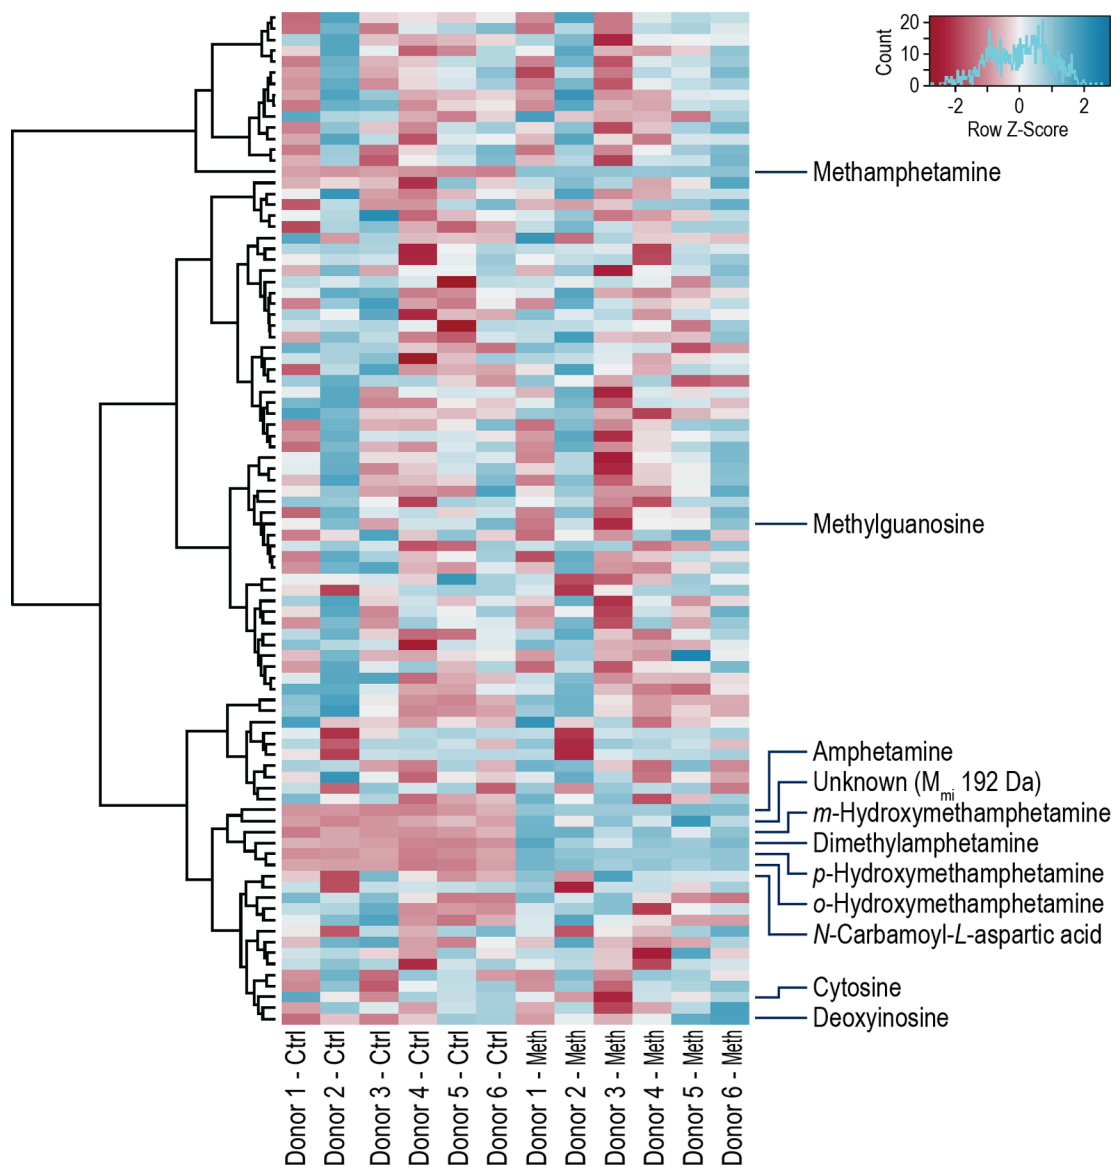 20
10
0
Count
-2 0 2
Row Z-Score
Methamphetamine
Methylguanosine
Amphetamine
Unknown (Mmi 192 Da)
m-Hydroxymethamphetamine
Dimethylamphetamine
p-Hydroxymethamphetamine
o-Hydroxymethamphetamine
N-Carbamoyl-L-aspartic acid
Cytosine
Deoxyinosine
Donor 1 - Ctrl
Donor 2 - Ctrl
Donor 3 - Ctrl
Donor 4 - Ctrl
Donor 5 - Ctrl
Donor 6 - Ctrl
Donor 1 - Meth
Donor 2 - Meth
Donor 3 - Meth
Donor 4 - Meth
Donor 5 - Meth
Donor 6 - Meth